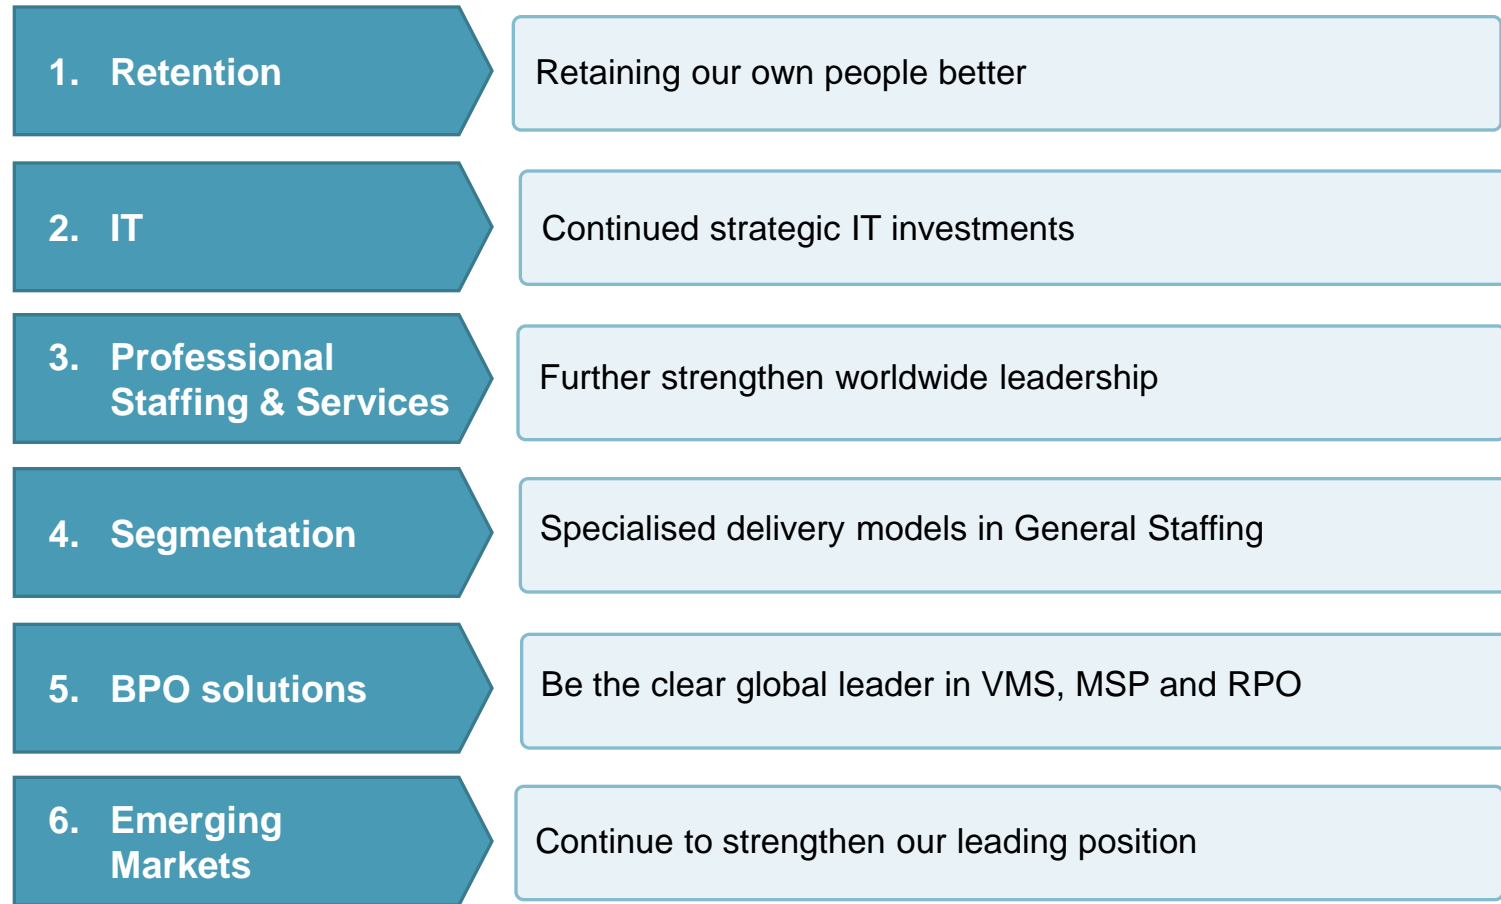 1. Retention
Retaining our own people better
2. IT
Continued strategic IT investments
3. Professional
Staffing & Services
Further strengthen worldwide leadership
4. Segmentation
Specialised delivery models in General Staffing
5. BPO solutions
Be the clear global leader in VMS, MSP and RPO
6. Emerging
Markets
Continue to strengthen our leading position